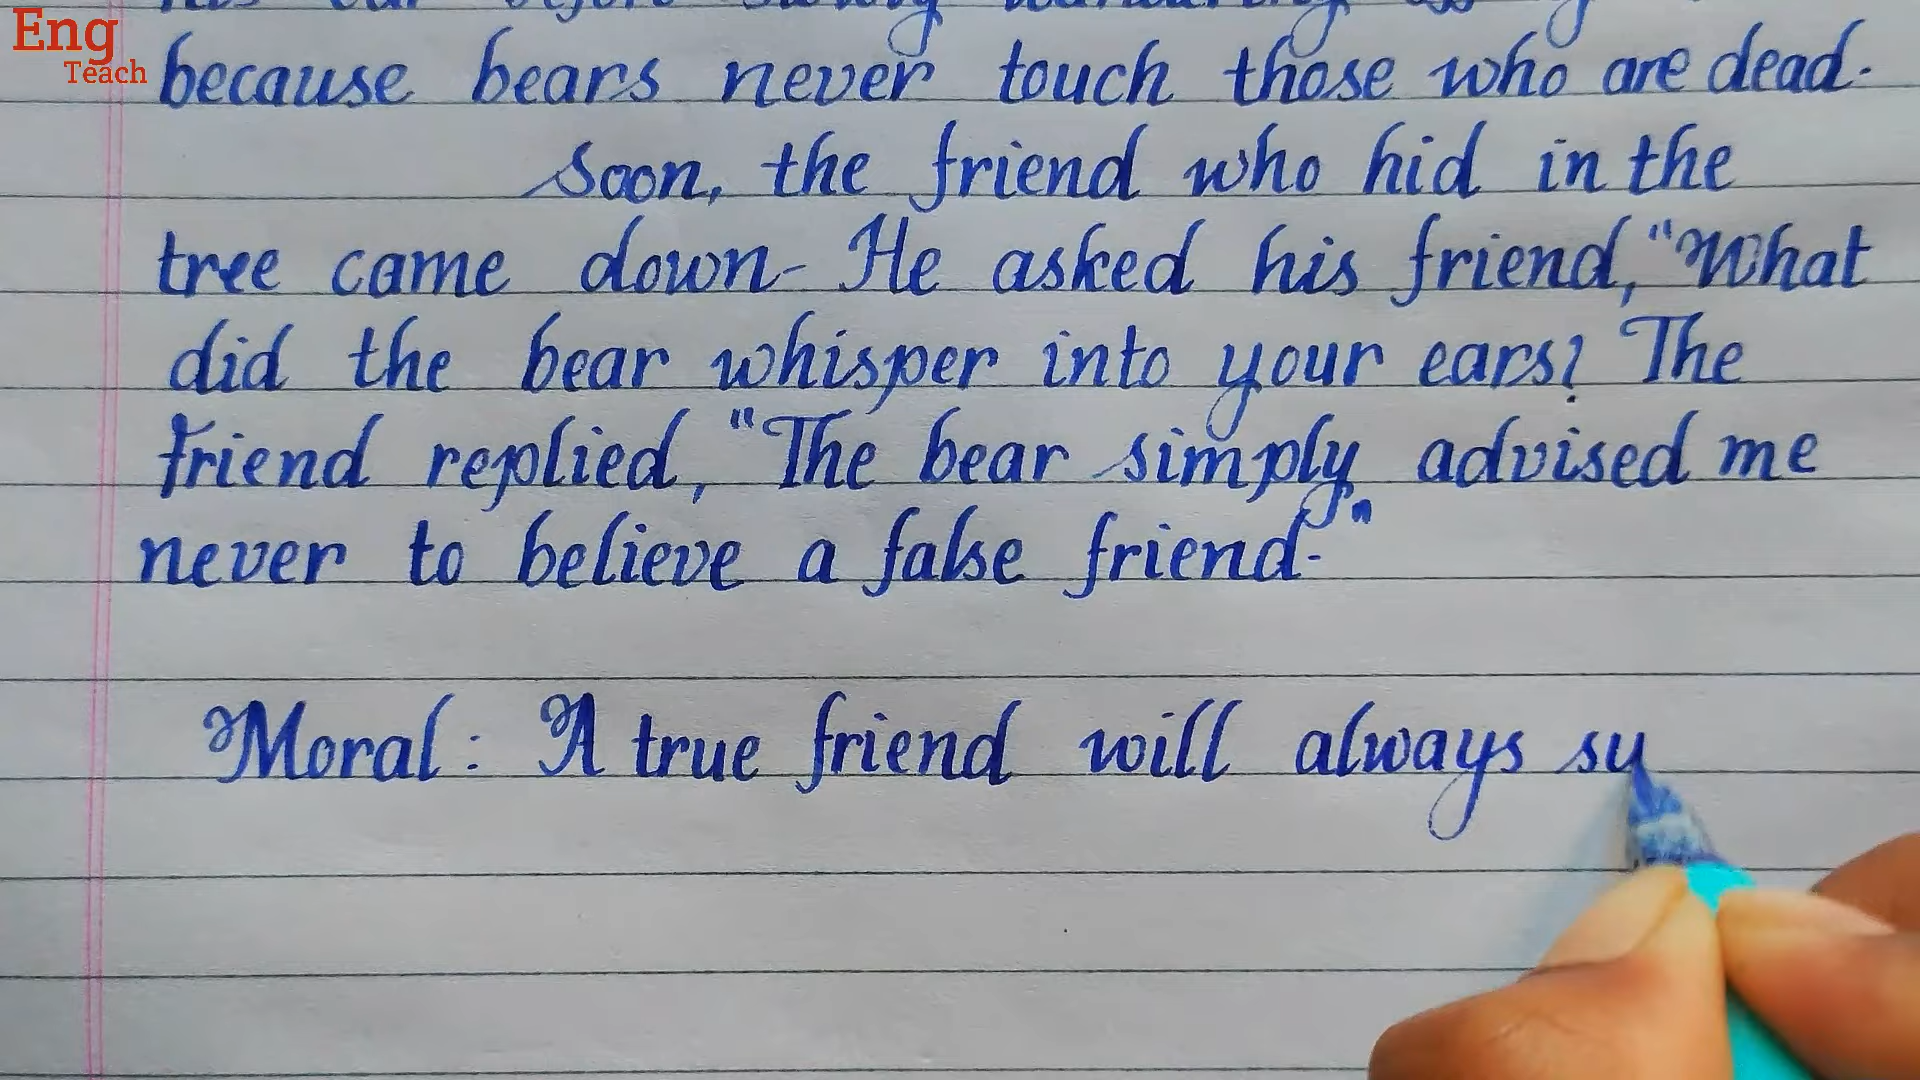 Eng
Teach
because bears never touch those who are dead.
Soon, the friend who hid in the
tree came down. He asked his friend, "What
did the bear whisper into your ears? The
friend replied, "The bear simply advised me
never to believe a false friend."
Moral: A true friend will always su